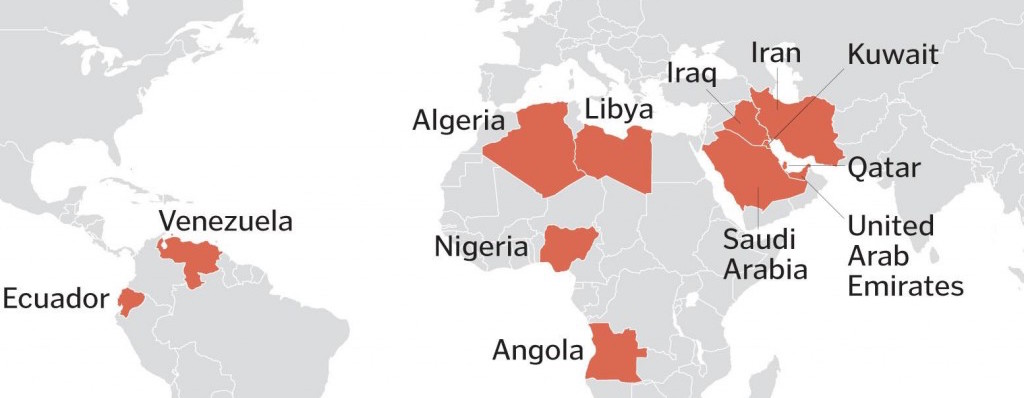 Iran
Kuwait
Iraq
Algeria
Libya
Qatar
Venezuela
Nigeria
Saudi
Arabia
United
Arab
Emirates
Ecuador
Angola